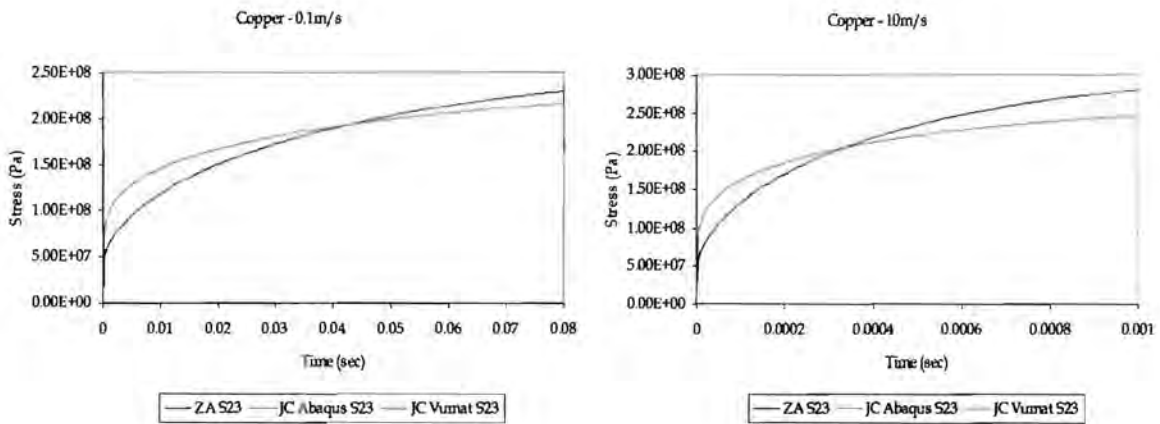 Copper - 0.1m/s
2.50E+08
2.00E+08
1.50E+08
1.00E+08
5.00E+07
0.00E+00
Stress (Pa)
0 0.01 0.02 0.03 0.04 0.05 0.06 0.07 0.08
Time (sec)
ZA S23 JC Abaqus S23 JC Vumat S23
Copper - 10m/s
3.00E+08
2.50E+08
2.00E+08
1.50E+08
1.00E+08
5.00E+07
0.00E+00
Stress (Pa)
0 0.0002 0.0004 0.0006 0.0008 0.001
Time (sec)
ZA S23 JC Abaqus S23 JC Vumat S23